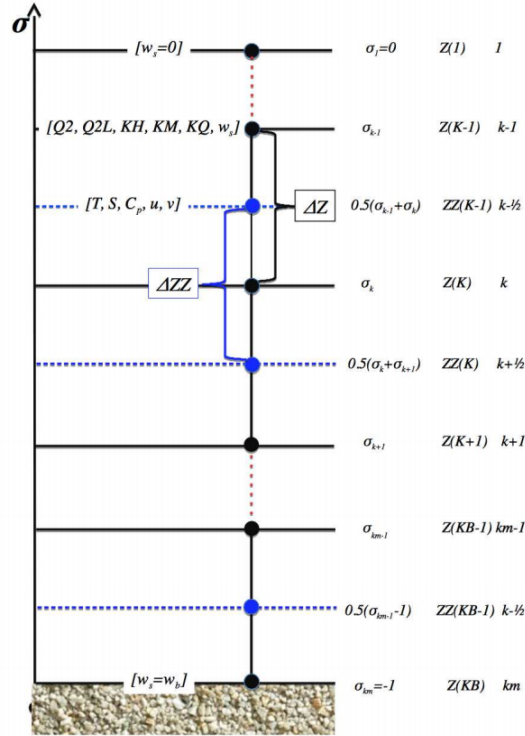 σ
[w_s=0] σ_1=0 Z(1) 1
[Q2, Q2L, KH, KM, KQ, w_s] σ_k-1 Z(K-1) k-1
[T, S, C_p, u, v] ΔZ 0.5(σ_k-1+σ_k) ZZ(K-1) k-½
ΔZZ σ_k Z(K) k
0.5(σ_k+σ_k+1) ZZ(K) k+½
σ_k+1 Z(K+1) k+1
σ_km-1 Z(KB-1) km-1
0.5(σ_km-1-1) ZZ(KB-1) k-½
[w_s=w_b] σ_km=-1 Z(KB) km